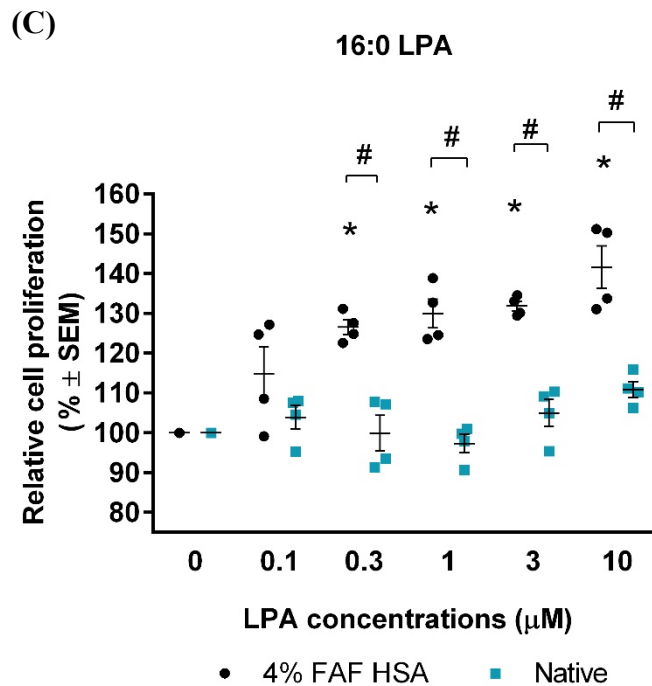 (C)
16:0 LPA
# # # #
* * * *
160
150
140
130
120
110
100
90
80
Relative cell proliferation
(% ± SEM)
0 0.1 0.3 1 3 10
LPA concentrations (μM)
4% FAF HSA Native